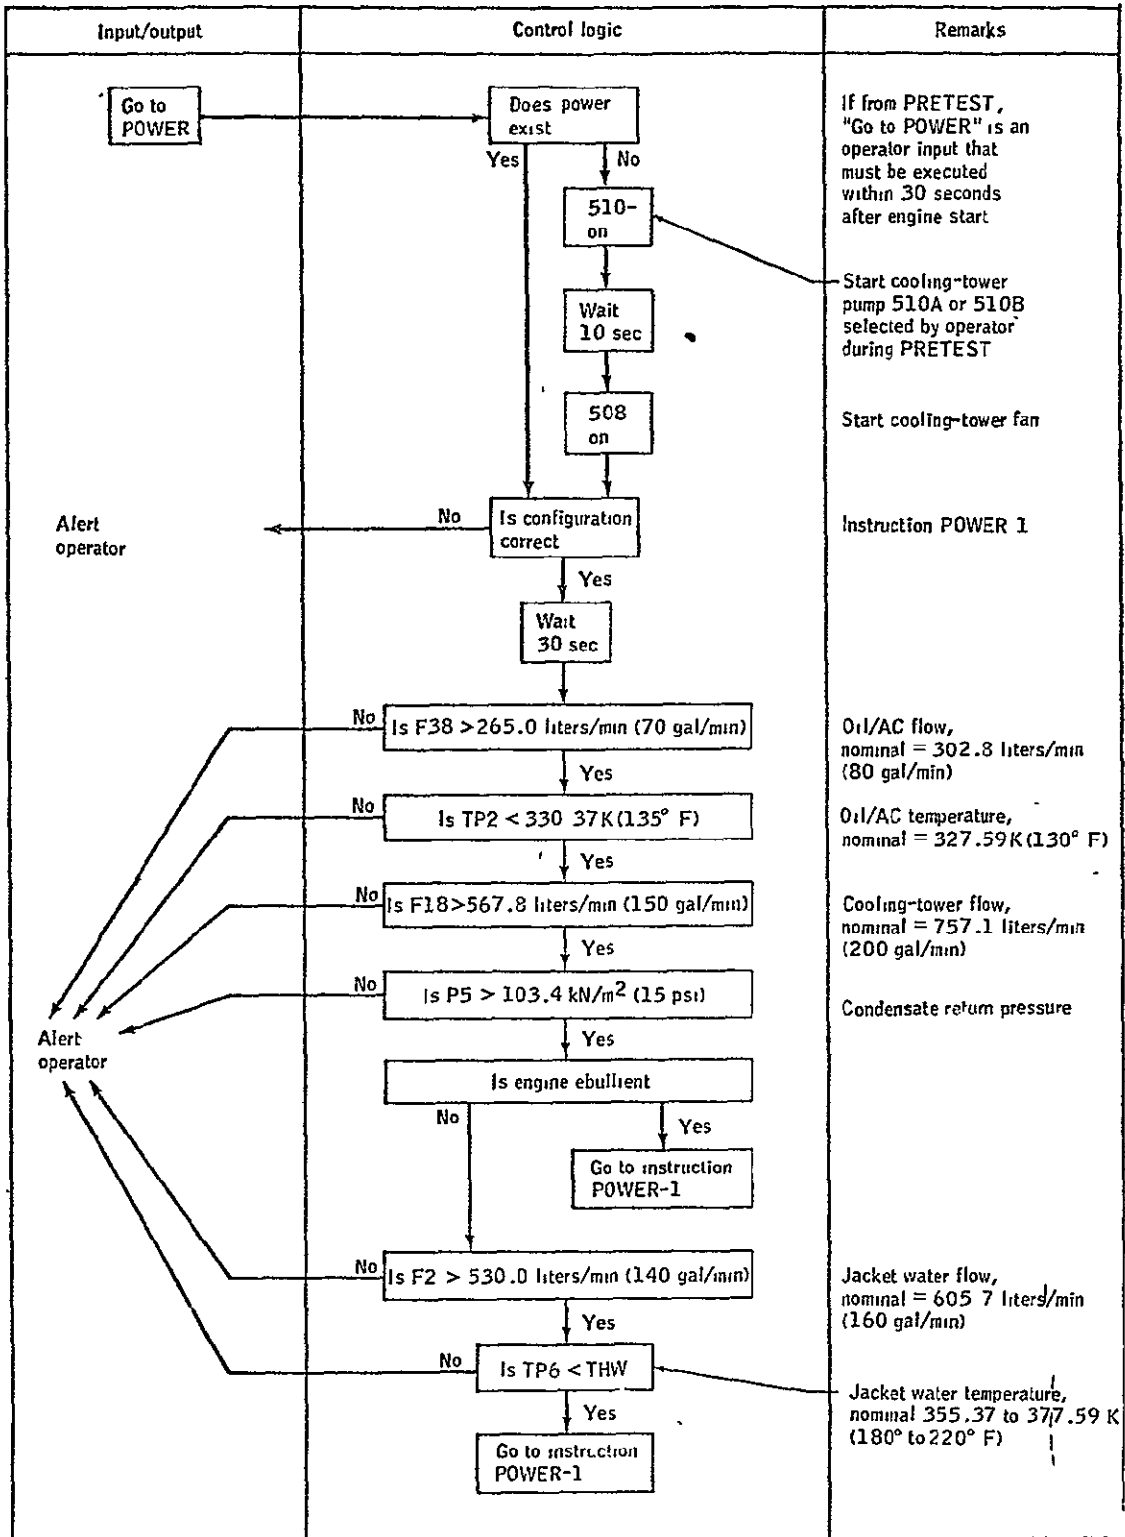 Input/output
Control logic
Remarks
Go to
POWER
Does power
exist
If from PRETEST,
"Go to POWER" is an
operator input that
must be executed
within 30 seconds
after engine start
Yes
No
510-
on
Start cooling-tower
pump 510A or 510B
selected by operator
during PRETEST
Wait
10 sec
508
on
Start cooling-tower fan
Alert
operator
No
Is configuration
correct
Instruction POWER 1
Yes
Wait
30 sec
No
Is F38 >265.0 liters/min (70 gal/min)
Oil/AC flow,
nominal = 302.8 liters/min
(80 gal/min)
Yes
No
Is TP2 < 330 37K (135° F)
Oil/AC temperature,
nominal = 327.59K (130° F)
Yes
No
Is F18>567.8 liters/min (150 gal/min)
Cooling-tower flow,
nominal = 757.1 liters/min
(200 gal/min)
Yes
No
Is P5 > 103.4 kN/m² (15 psi)
Condensate return pressure
Yes
Alert
operator
Is engine ebullient
No
Yes
Go to instruction
POWER-1
No
Is F2 > 530.0 liters/min (140 gal/min)
Jacket water flow,
nominal = 605 7 liters/min
(160 gal/min)
Yes
No
Is TP6 < THW
Jacket water temperature,
nominal 355.37 to 377.59 K
(180° to 220° F)
Yes
Go to instruction
POWER-1